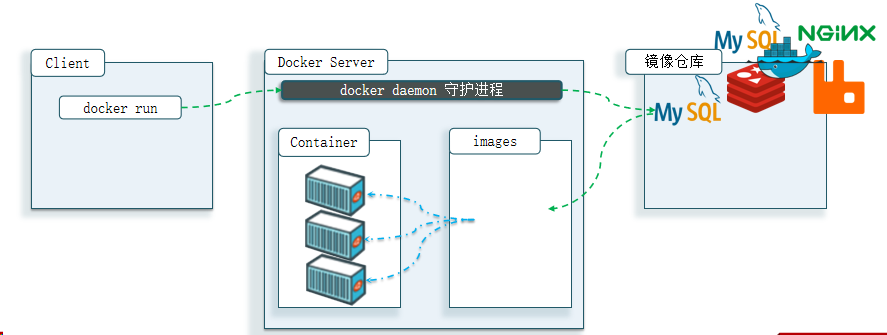 Client
docker run
Docker Server
docker daemon 守护进程
Container
images
镜像仓库
MySQL
NGINX
MySQL